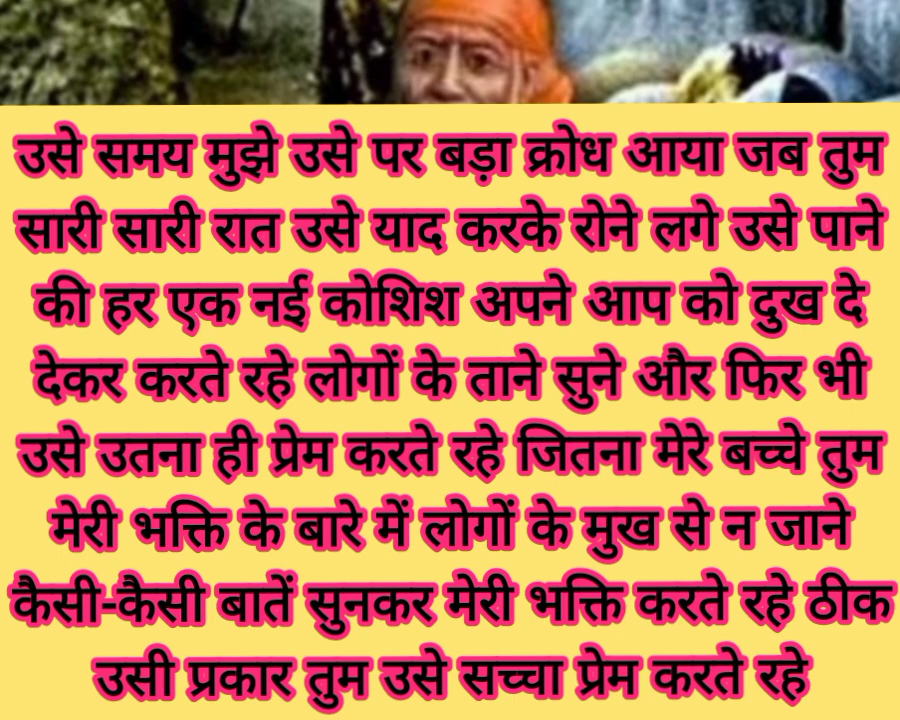 उसे समय मुझे उसे पर बड़ा क्रोध आया जब तुम
सारी सारी रात उसे याद करके रोने लगे उसे पाने
की हर एक नई कोशिश अपने आप को दुख दे
देकर करते रहे लोगों के ताने सुने और फिर भी
उसे उतना ही प्रेम करते रहे जितना मेरे बच्चे तुम
मेरी भक्ति के बारे में लोगों के मुख से न जाने
कैसी-कैसी बातें सुनकर मेरी भक्ति करते रहे ठीक
उसी प्रकार तुम उसे सच्चा प्रेम करते रहे